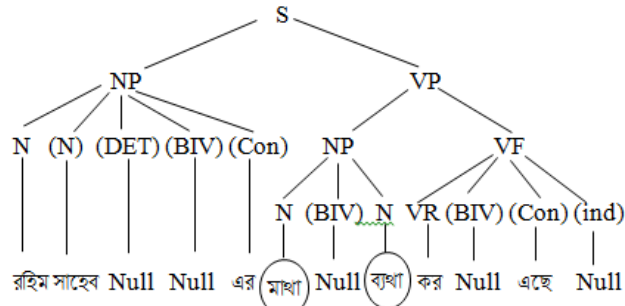 S
NP VP
N (N) (DET) (BIV) (Con) NP VF
N (BIV) N VR (BIV) (Con) (ind)
রহিম সাহেব Null Null এর মাথা Null ব্যথা কর Null এছে Null